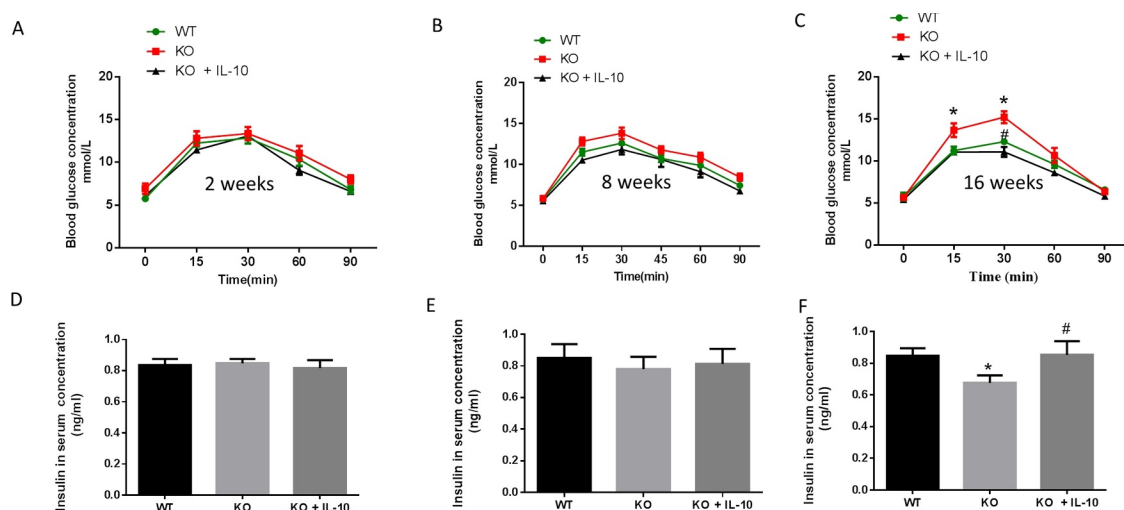 A
WT
KO
KO + IL-10
Blood glucose concentration
mmol/L
20
15
10
5
0
2 weeks
0 15 30 60 90
Time(min)
B
WT
KO
KO + IL-10
Blood glucose concentration
mmol/L
20
15
10
5
0
8 weeks
0 15 30 45 60 90
Time(min)
C
WT
KO
KO + IL-10
Blood glucose concentration
mmol/L
20
15
10
5
0
*
*
#
16 weeks
0 15 30 60 90
Time (min)
D
Insulin in serum concentration
(ng/ml)
1.0
0.8
0.6
0.4
0.2
0.0
WT KO KO + IL-10
E
Insulin in serum concentration
(ng/ml)
1.0
0.8
0.6
0.4
0.2
0.0
WT KO KO + IL-10
F
Insulin in serum concentration
(ng/ml)
1.0
0.8
0.6
0.4
0.2
0.0
*
#
WT KO KO + IL-10